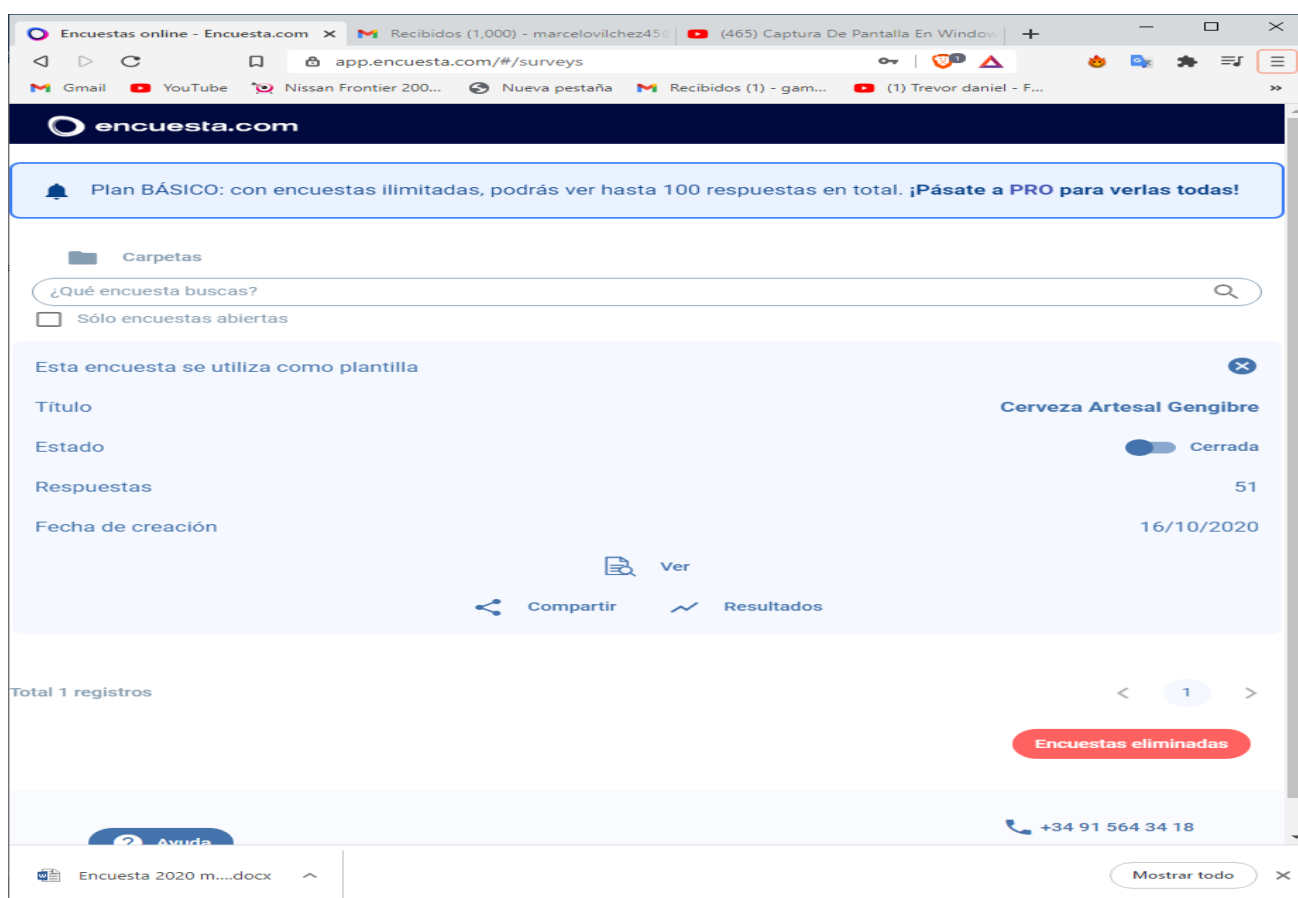 Encuestas online - Encuesta.com
Recibidos (1,000) - marcelovilchez45
(465) Captura De Pantalla En Window
app.encuesta.com/#/surveys
1
Gmail YouTube Nissan Frontier 200... Nueva pestaña Recibidos (1) - gam... (1) Trevor daniel - F... »
encuesta.com
Plan BÁSICO: con encuestas ilimitadas, podrás ver hasta 100 respuestas en total. ¡Pásate a PRO para verlas todas!
Carpetas
¿Qué encuesta buscas?
Sólo encuestas abiertas
Esta encuesta se utiliza como plantilla
Título Cerveza Artesal Gengibre
Estado Cerrada
Respuestas 51
Fecha de creación 16/10/2020
Ver
Compartir Resultados
Total 1 registros < 1 >
Encuestas eliminadas
+34 91 564 34 18
? Ayuda
Encuesta 2020 m....docx Mostrar todo